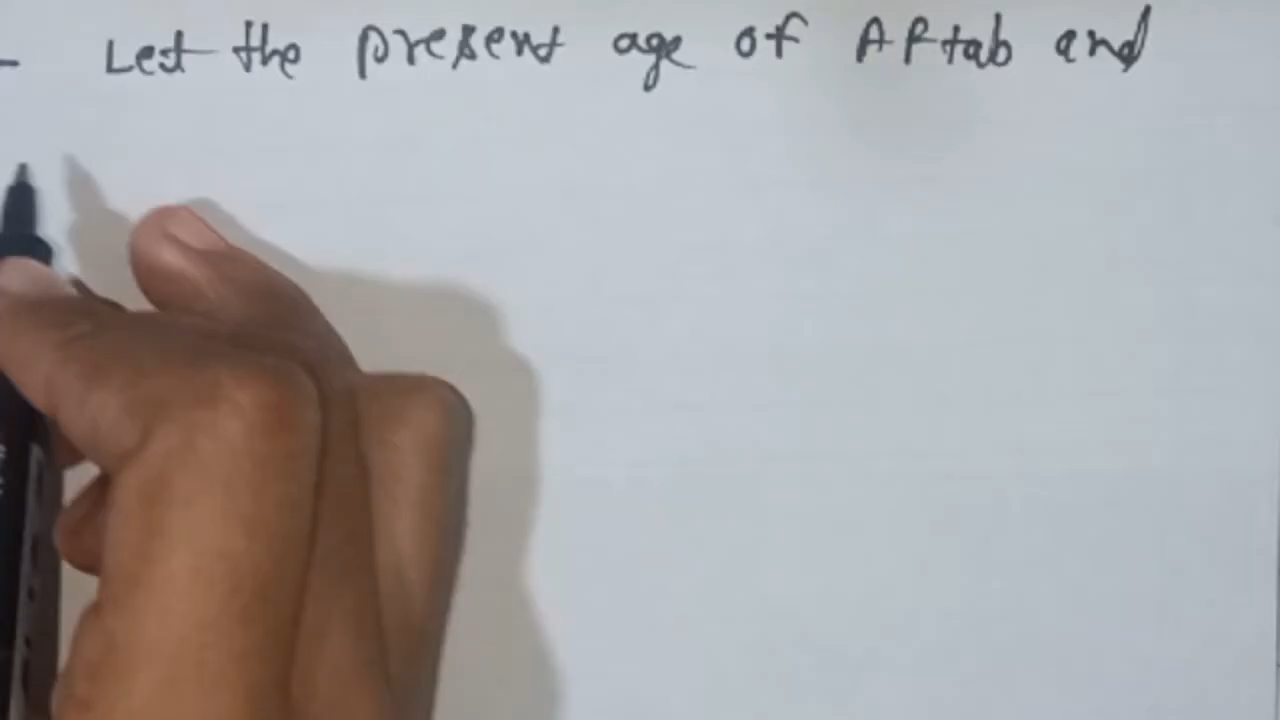 - Let the present age of Aftab and